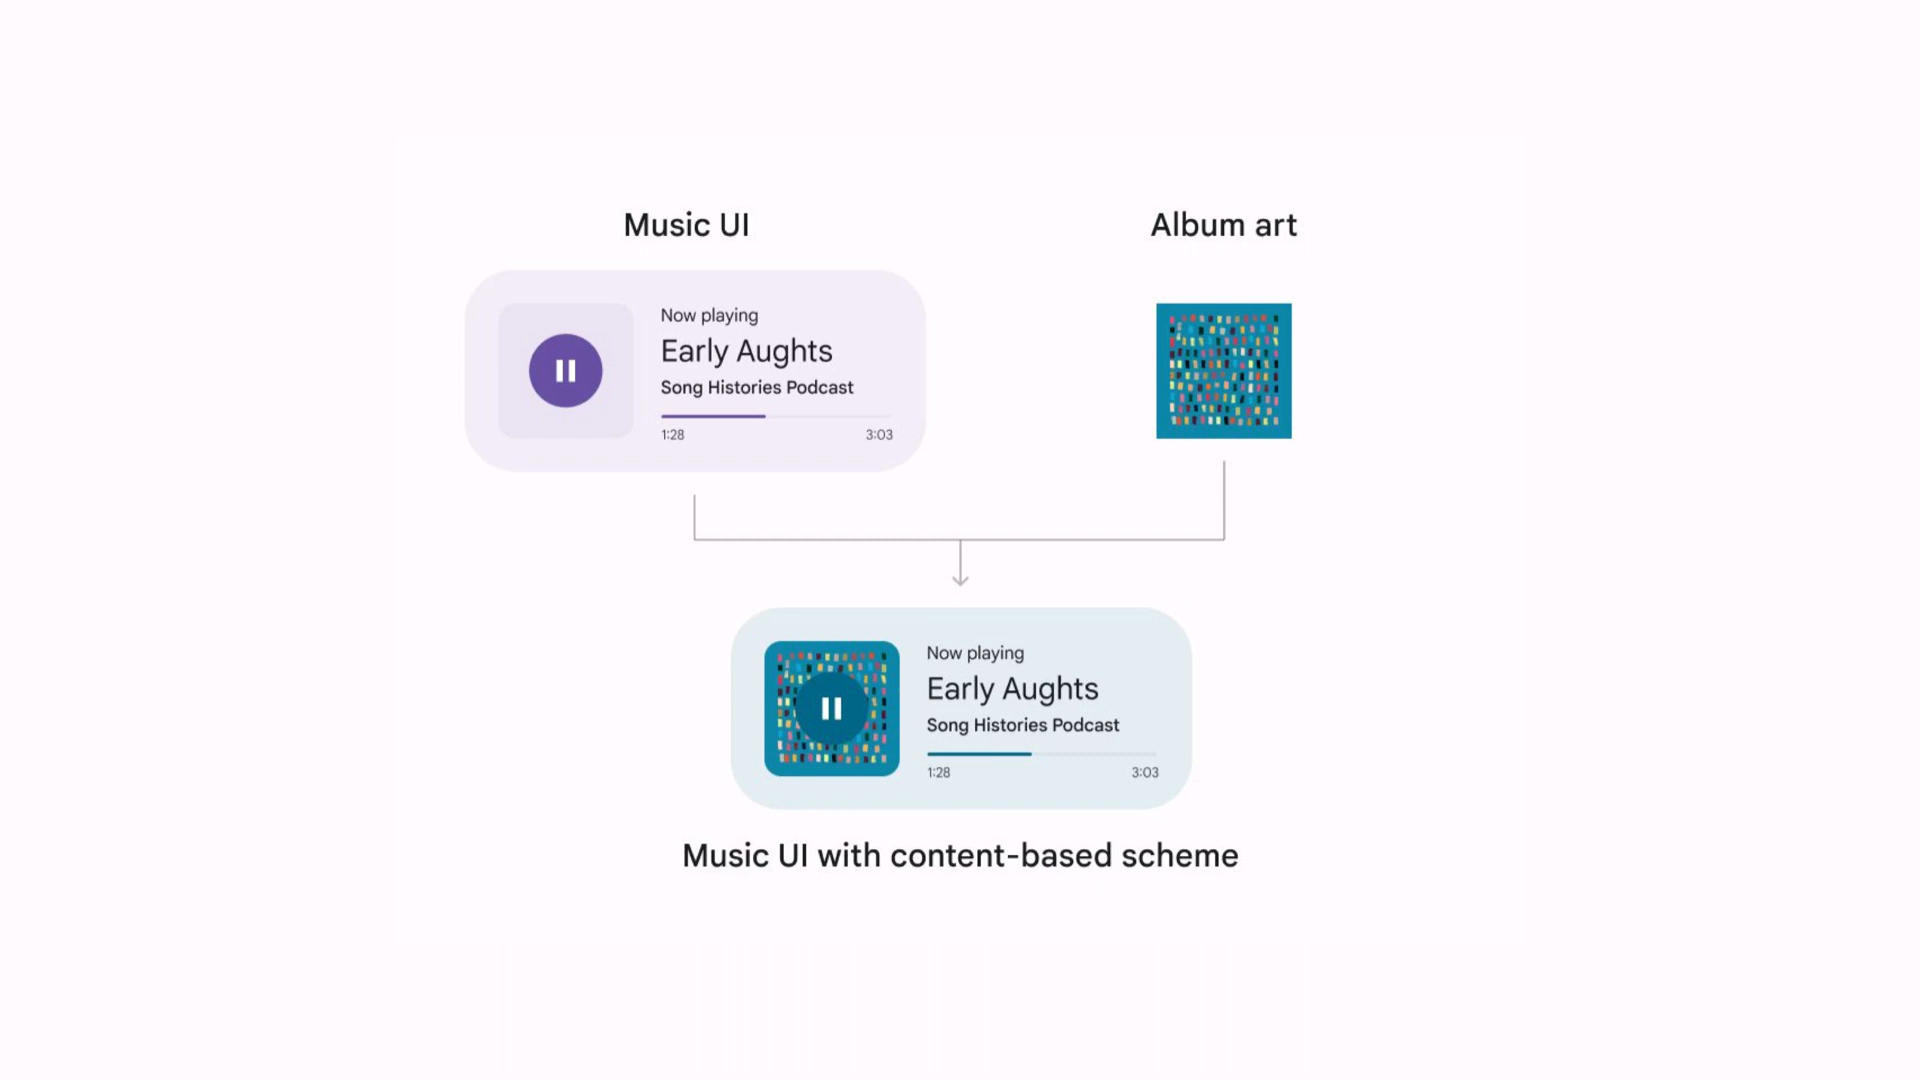 Music UI
Album art
Now playing
Early Aughts
Song Histories Podcast
1:28
3:03
Now playing
Early Aughts
Song Histories Podcast
1:28
3:03
Music UI with content-based scheme